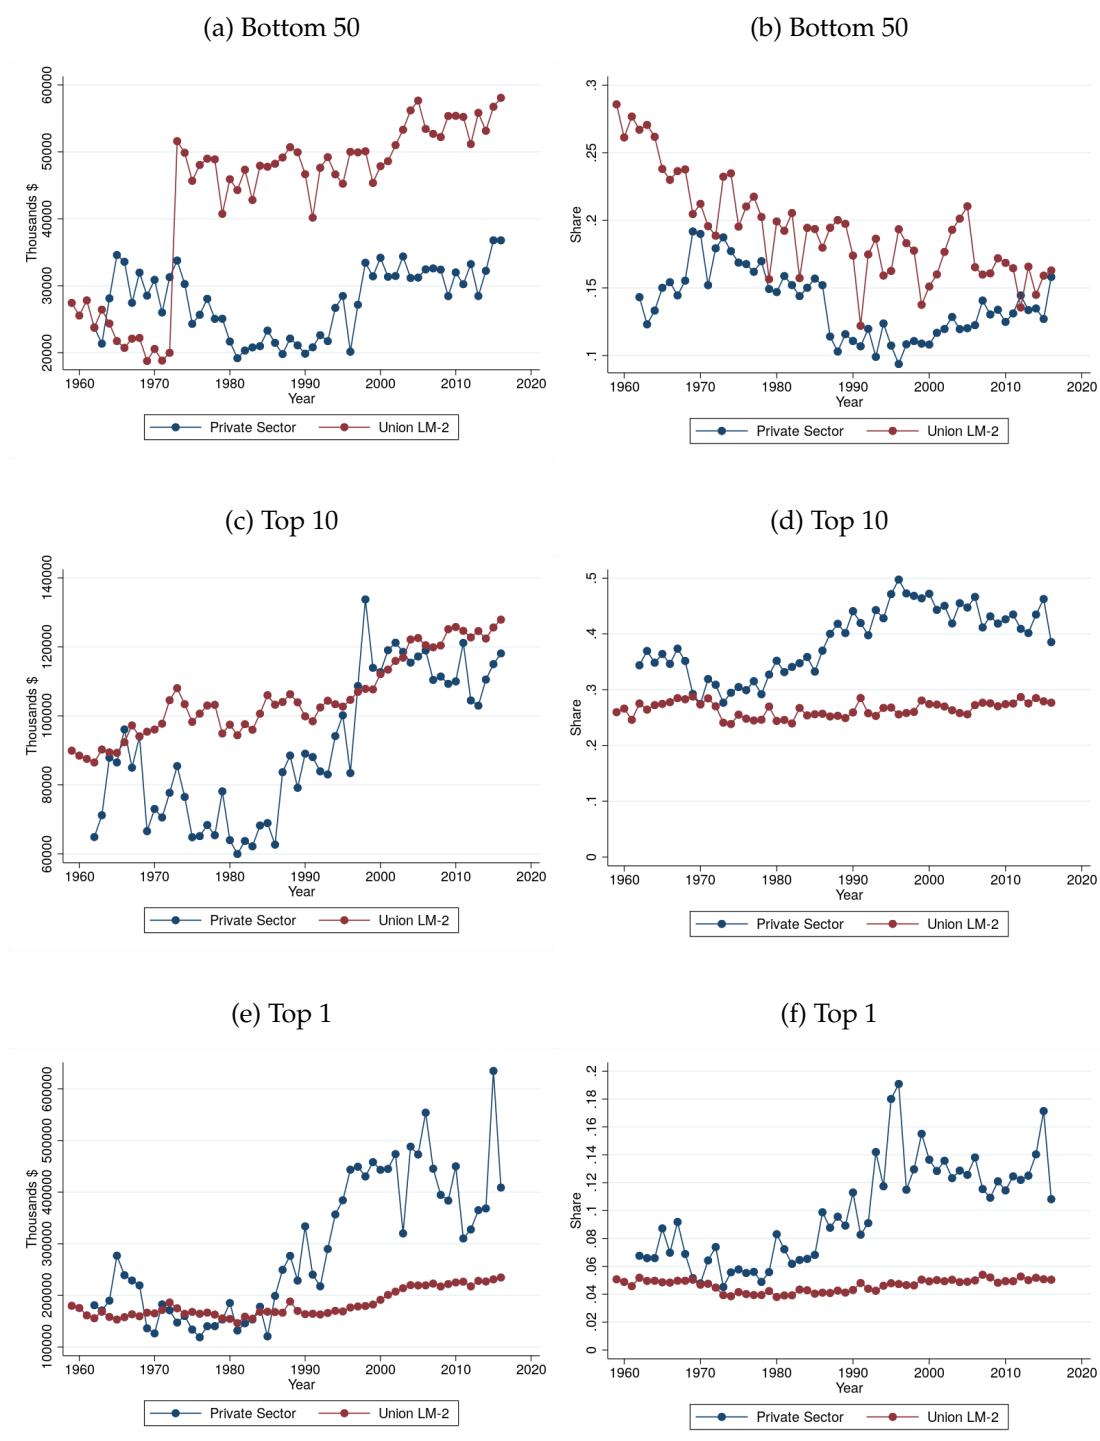 (a) Bottom 50
Thousands $
60000
50000
40000
30000
20000
1960 1970 1980 1990 2000 2010 2020
Year
Private Sector Union LM-2
(b) Bottom 50
Share
.3
.25
.2
.15
.1
1960 1970 1980 1990 2000 2010 2020
Year
Private Sector Union LM-2
(c) Top 10
Thousands $
140000
120000
100000
80000
60000
1960 1970 1980 1990 2000 2010 2020
Year
Private Sector Union LM-2
(d) Top 10
Share
.5
.4
.3
.2
.1
0
1960 1970 1980 1990 2000 2010 2020
Year
Private Sector Union LM-2
(e) Top 1
Thousands $
600000
500000
400000
300000
200000
100000
1960 1970 1980 1990 2000 2010 2020
Year
Private Sector Union LM-2
(f) Top 1
Share
.2
.18
.16
.14
.12
.1
.08
.06
.04
.02
0
1960 1970 1980 1990 2000 2010 2020
Year
Private Sector Union LM-2